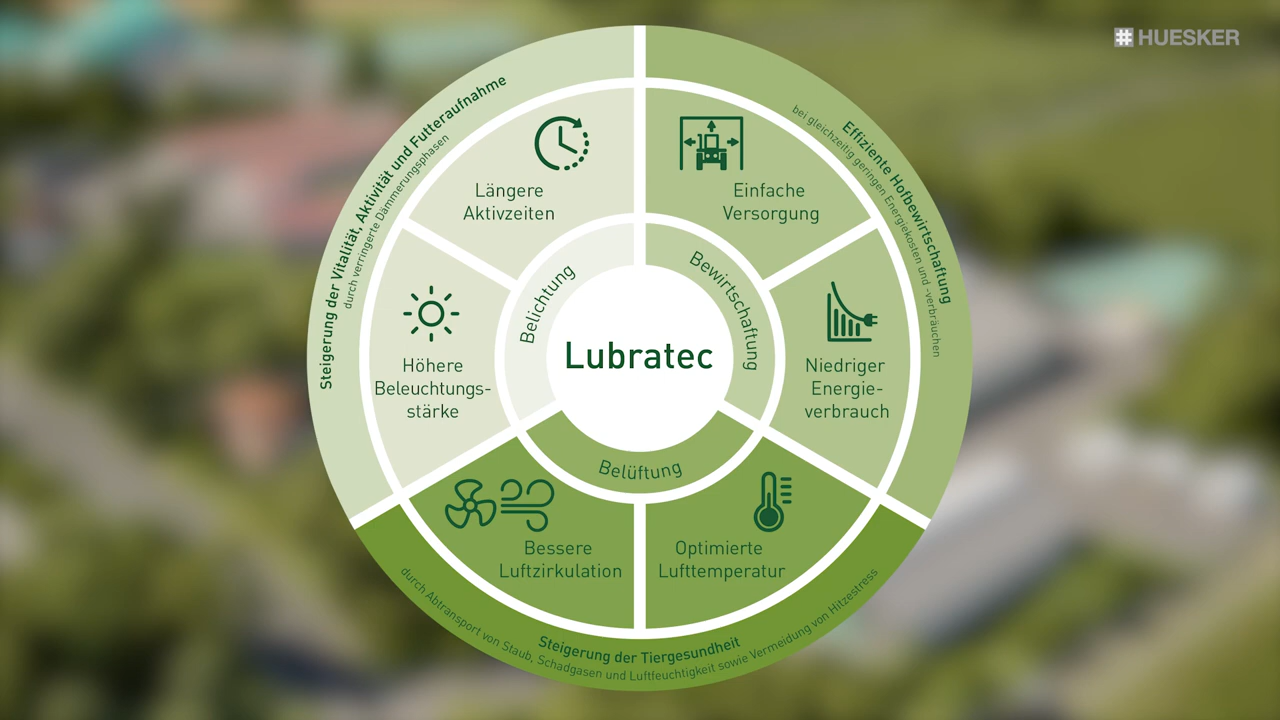 HUESKER
Steigerung der Vitalität, Aktivität und Futteraufnahme
durch verringerte Dämmerungsphasen
Effiziente Hofbewirtschaftung
bei gleichzeitig geringen Energiekosten und -verbräuchen
Längere
Aktivzeiten
Einfache
Versorgung
Belichtung
Bewirtschaftung
Lubratec
Höhere
Beleuchtungs-
stärke
Niedriger
Energie-
verbrauch
Belüftung
Bessere
Luftzirkulation
Optimierte
Lufttemperatur
Steigerung der Tiergesundheit
durch Abtransport von Staub, Schadgasen und Luftfeuchtigkeit sowie Vermeidung von Hitzestress